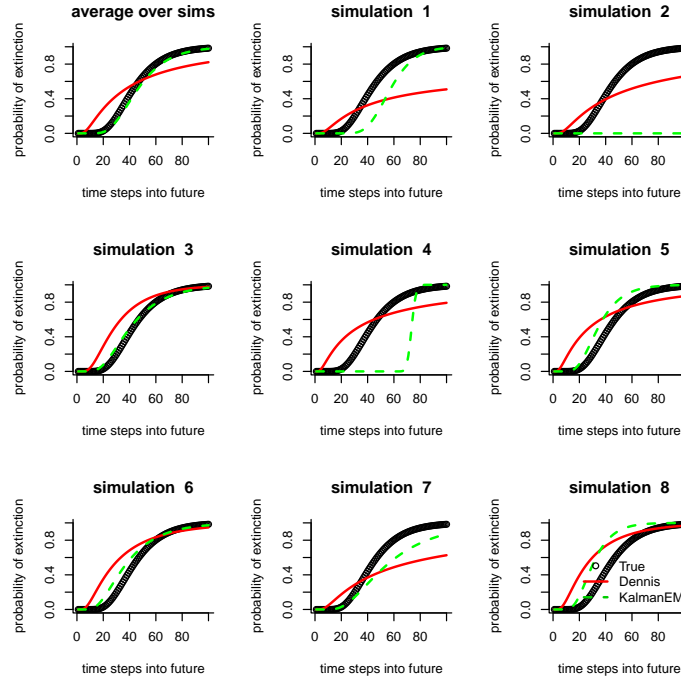 average over sims
probability of extinction
0.0 0.4 0.8
0 20 40 60 80
time steps into future
simulation 1
probability of extinction
0.0 0.4 0.8
0 20 40 60 80
time steps into future
simulation 2
probability of extinction
0.0 0.4 0.8
0 20 40 60 80
time steps into future
simulation 3
probability of extinction
0.0 0.4 0.8
0 20 40 60 80
time steps into future
simulation 4
probability of extinction
0.0 0.4 0.8
0 20 40 60 80
time steps into future
simulation 5
probability of extinction
0.0 0.4 0.8
0 20 40 60 80
time steps into future
simulation 6
probability of extinction
0.0 0.4 0.8
0 20 40 60 80
time steps into future
simulation 7
probability of extinction
0.0 0.4 0.8
0 20 40 60 80
time steps into future
simulation 8
probability of extinction
0.0 0.4 0.8
0 20 40 60 80
time steps into future
True
Dennis
KalmanEM